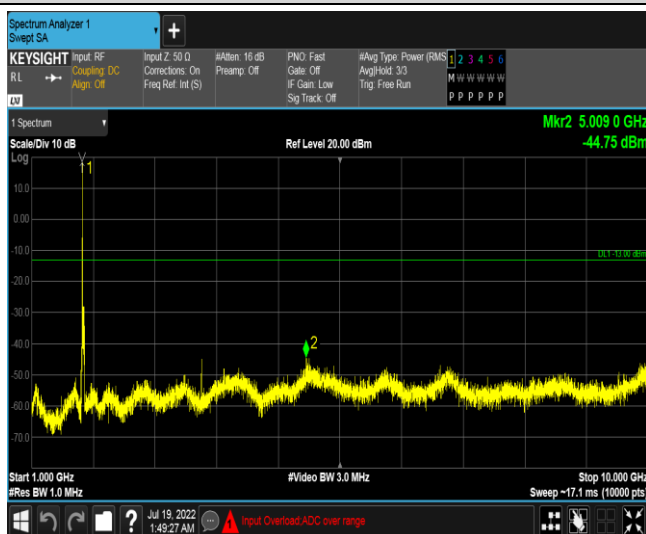 Spectrum Analyzer 1
Swept SA
+
KEYSIGHT
RL
LXI
Input: RF
Coupling: DC
Align: Off
Input Z: 50 Ω
Corrections: On
Freq Ref: Int (S)
#Atten: 16 dB
Preamp: Off
PNO: Fast
Gate: Off
IF Gain: Low
Sig Track: Off
#Avg Type: Power (RMS
Avg|Hold: 3/3
Trig: Free Run
1 2 3 4 5 6
M W W W W W
P P P P P P
1 Spectrum
Mkr2 5.009 0 GHz
Scale/Div 10 dB
Ref Level 20.00 dBm
-44.75 dBm
Log
1
10.0
0.00
-10.0
DL1 -13.00 dBm
-20.0
-30.0
-40.0
2
-50.0
-60.0
-70.0
Start 1.000 GHz
#Video BW 3.0 MHz
Stop 10.000 GHz
#Res BW 1.0 MHz
Sweep ~17.1 ms (10000 pts)
?
Jul 19, 2022
1:49:27 AM
Input Overload;ADC over range